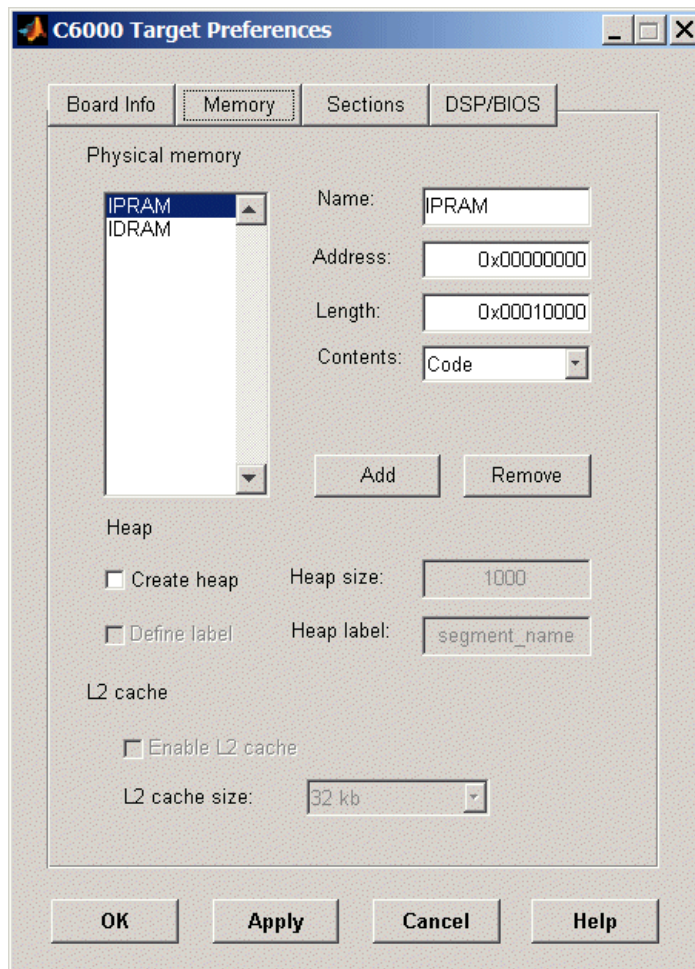 C6000 Target Preferences
Board Info Memory Sections DSP/BIOS
Physical memory
IPRAM
IDRAM
Name: IPRAM
Address: 0x00000000
Length: 0x00010000
Contents: Code
Add Remove
Heap
Create heap Heap size: 1000
Define label Heap label: segment_name
L2 cache
Enable L2 cache
L2 cache size: 32 kb
OK Apply Cancel Help